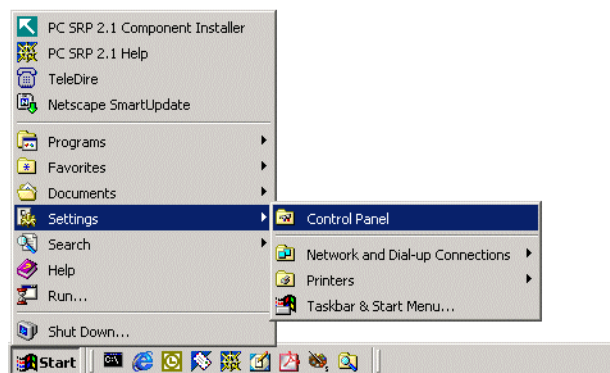 PC SRP 2.1 Component Installer
PC SRP 2.1 Help
TeleDire
Netscape SmartUpdate
Programs
Favorites
Documents
Settings
Control Panel
Search
Network and Dial-up Connections
Help
Printers
Run...
Taskbar & Start Menu...
Shut Down...
Start